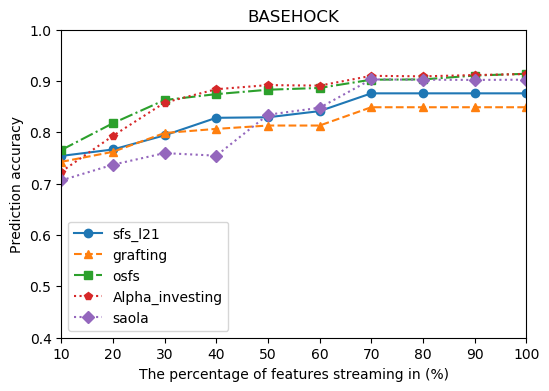 BASEHOCK
1.0
0.9
0.8
0.7
0.6
0.5
0.4
Prediction accuracy
sfs_l21
grafting
osfs
Alpha_investing
saola
10 20 30 40 50 60 70 80 90 100
The percentage of features streaming in (%)